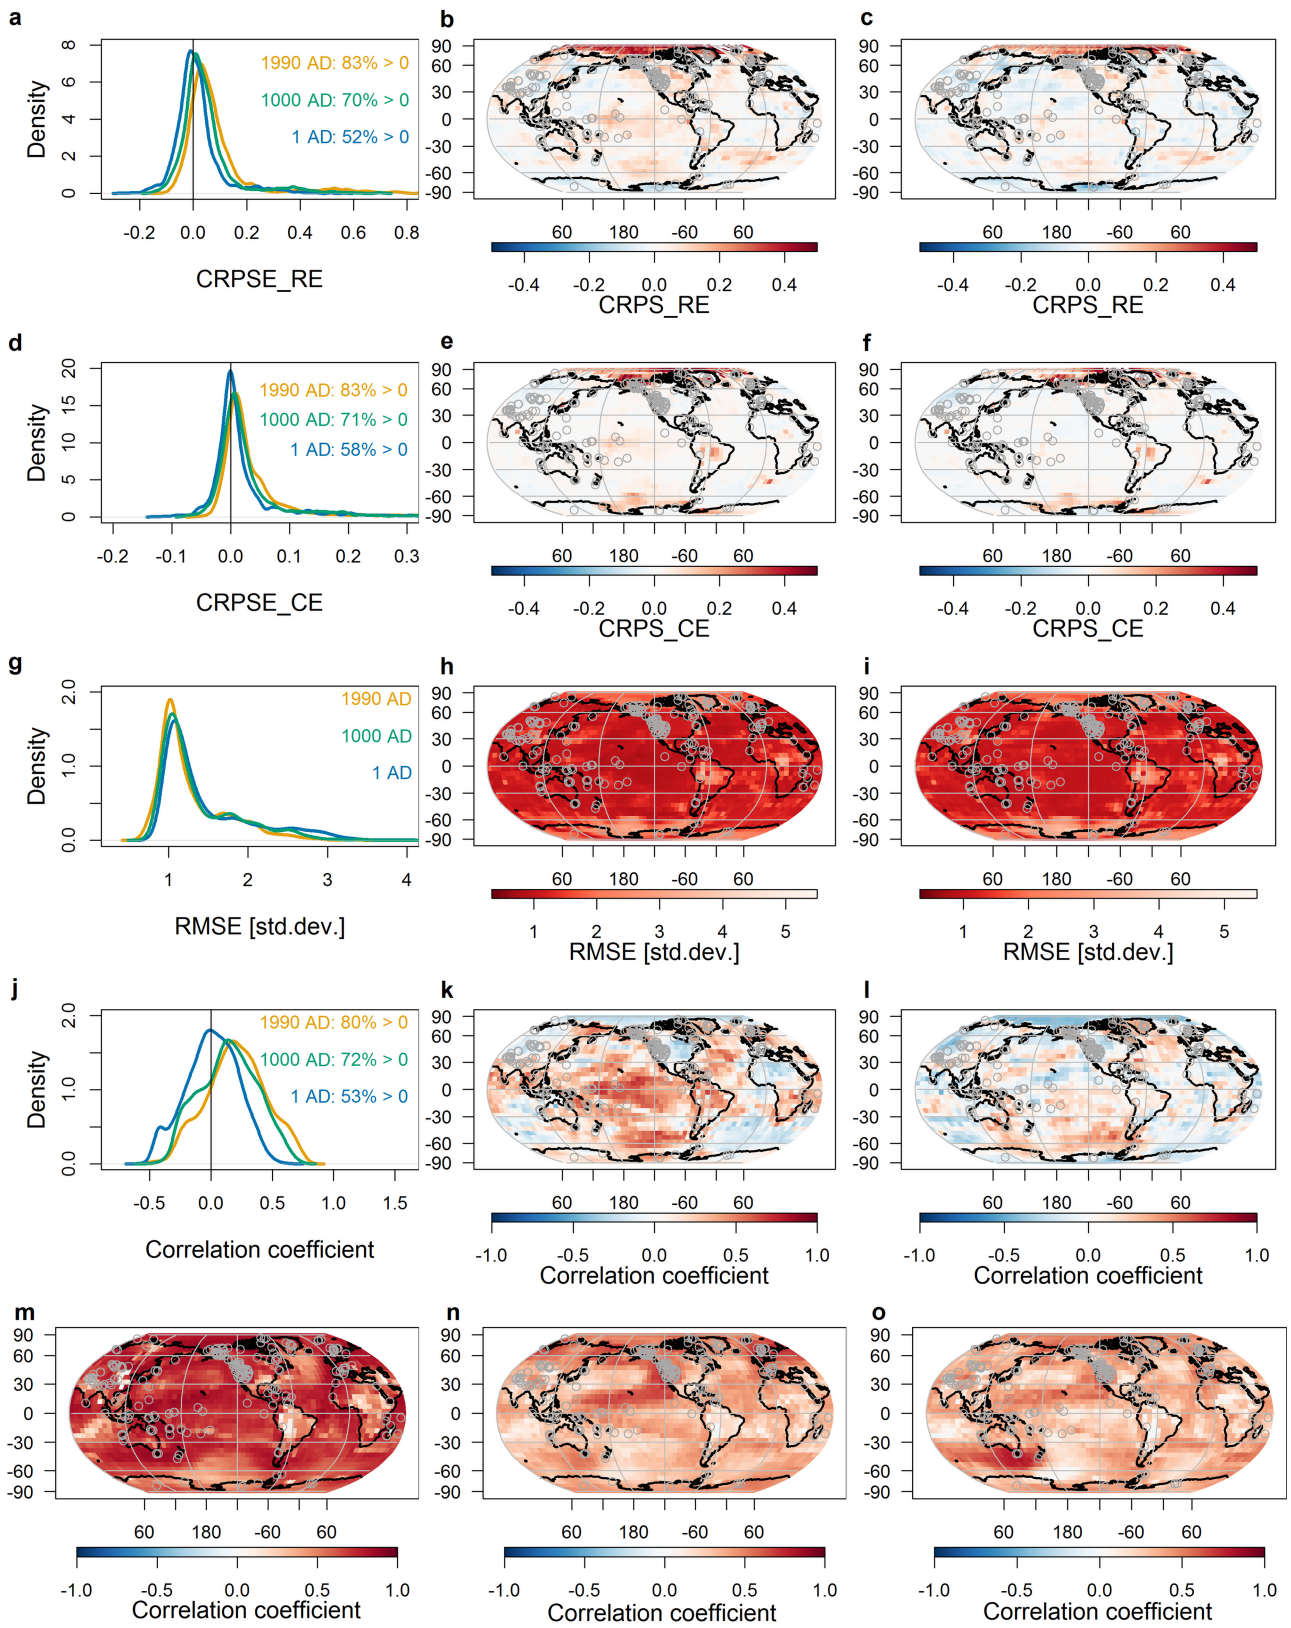 a
b
c
8
6
4
2
0
Density
1990 AD: 83% > 0
1000 AD: 70% > 0
1 AD: 52% > 0
-0.2 0.0 0.2 0.4 0.6 0.8
CRPSE_RE
90
60
30
0
-30
-60
-90
60 180 -60 60
-0.4 -0.2 0.0 0.2 0.4
CRPS_RE
90
60
30
0
-30
-60
-90
60 180 -60 60
-0.4 -0.2 0.0 0.2 0.4
CRPS_RE
d
e
f
20
15
10
5
0
Density
1990 AD: 83% > 0
1000 AD: 71% > 0
1 AD: 58% > 0
-0.2 -0.1 0.0 0.1 0.2 0.3
CRPSE_CE
90
60
30
0
-30
-60
-90
60 180 -60 60
-0.4 -0.2 0.0 0.2 0.4
CRPS_CE
90
60
30
0
-30
-60
-90
60 180 -60 60
-0.4 -0.2 0.0 0.2 0.4
CRPS_CE
g
h
i
2.0
1.0
0.0
Density
1990 AD
1000 AD
1 AD
1 2 3 4
RMSE [std.dev.]
90
60
30
0
-30
-60
-90
60 180 -60 60
1 2 3 4 5
RMSE [std.dev.]
90
60
30
0
-30
-60
-90
60 180 -60 60
1 2 3 4 5
RMSE [std.dev.]
j
k
l
2.0
1.0
0.0
Density
1990 AD: 80% > 0
1000 AD: 72% > 0
1 AD: 53% > 0
-0.5 0.0 0.5 1.0 1.5
Correlation coefficient
90
60
30
0
-30
-60
-90
60 180 -60 60
-1.0 -0.5 0.0 0.5 1.0
Correlation coefficient
90
60
30
0
-30
-60
-90
60 180 -60 60
-1.0 -0.5 0.0 0.5 1.0
Correlation coefficient
m
n
o
90
60
30
0
-30
-60
-90
60 180 -60 60
-1.0 -0.5 0.0 0.5 1.0
Correlation coefficient
90
60
30
0
-30
-60
-90
60 180 -60 60
-1.0 -0.5 0.0 0.5 1.0
Correlation coefficient
90
60
30
0
-30
-60
-90
60 180 -60 60
-1.0 -0.5 0.0 0.5 1.0
Correlation coefficient